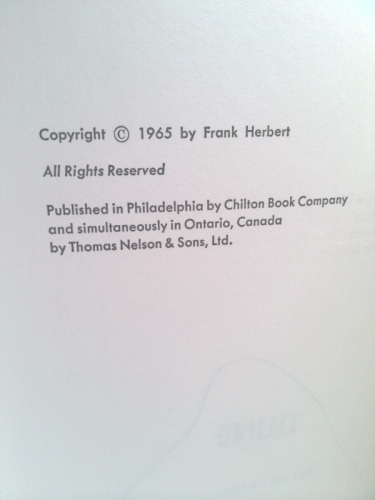 Copyright © 1965 by Frank Herbert
All Rights Reserved
Published in Philadelphia by Chilton Book Company
and simultaneously in Ontario, Canada
by Thomas Nelson & Sons, Ltd.
DUNE